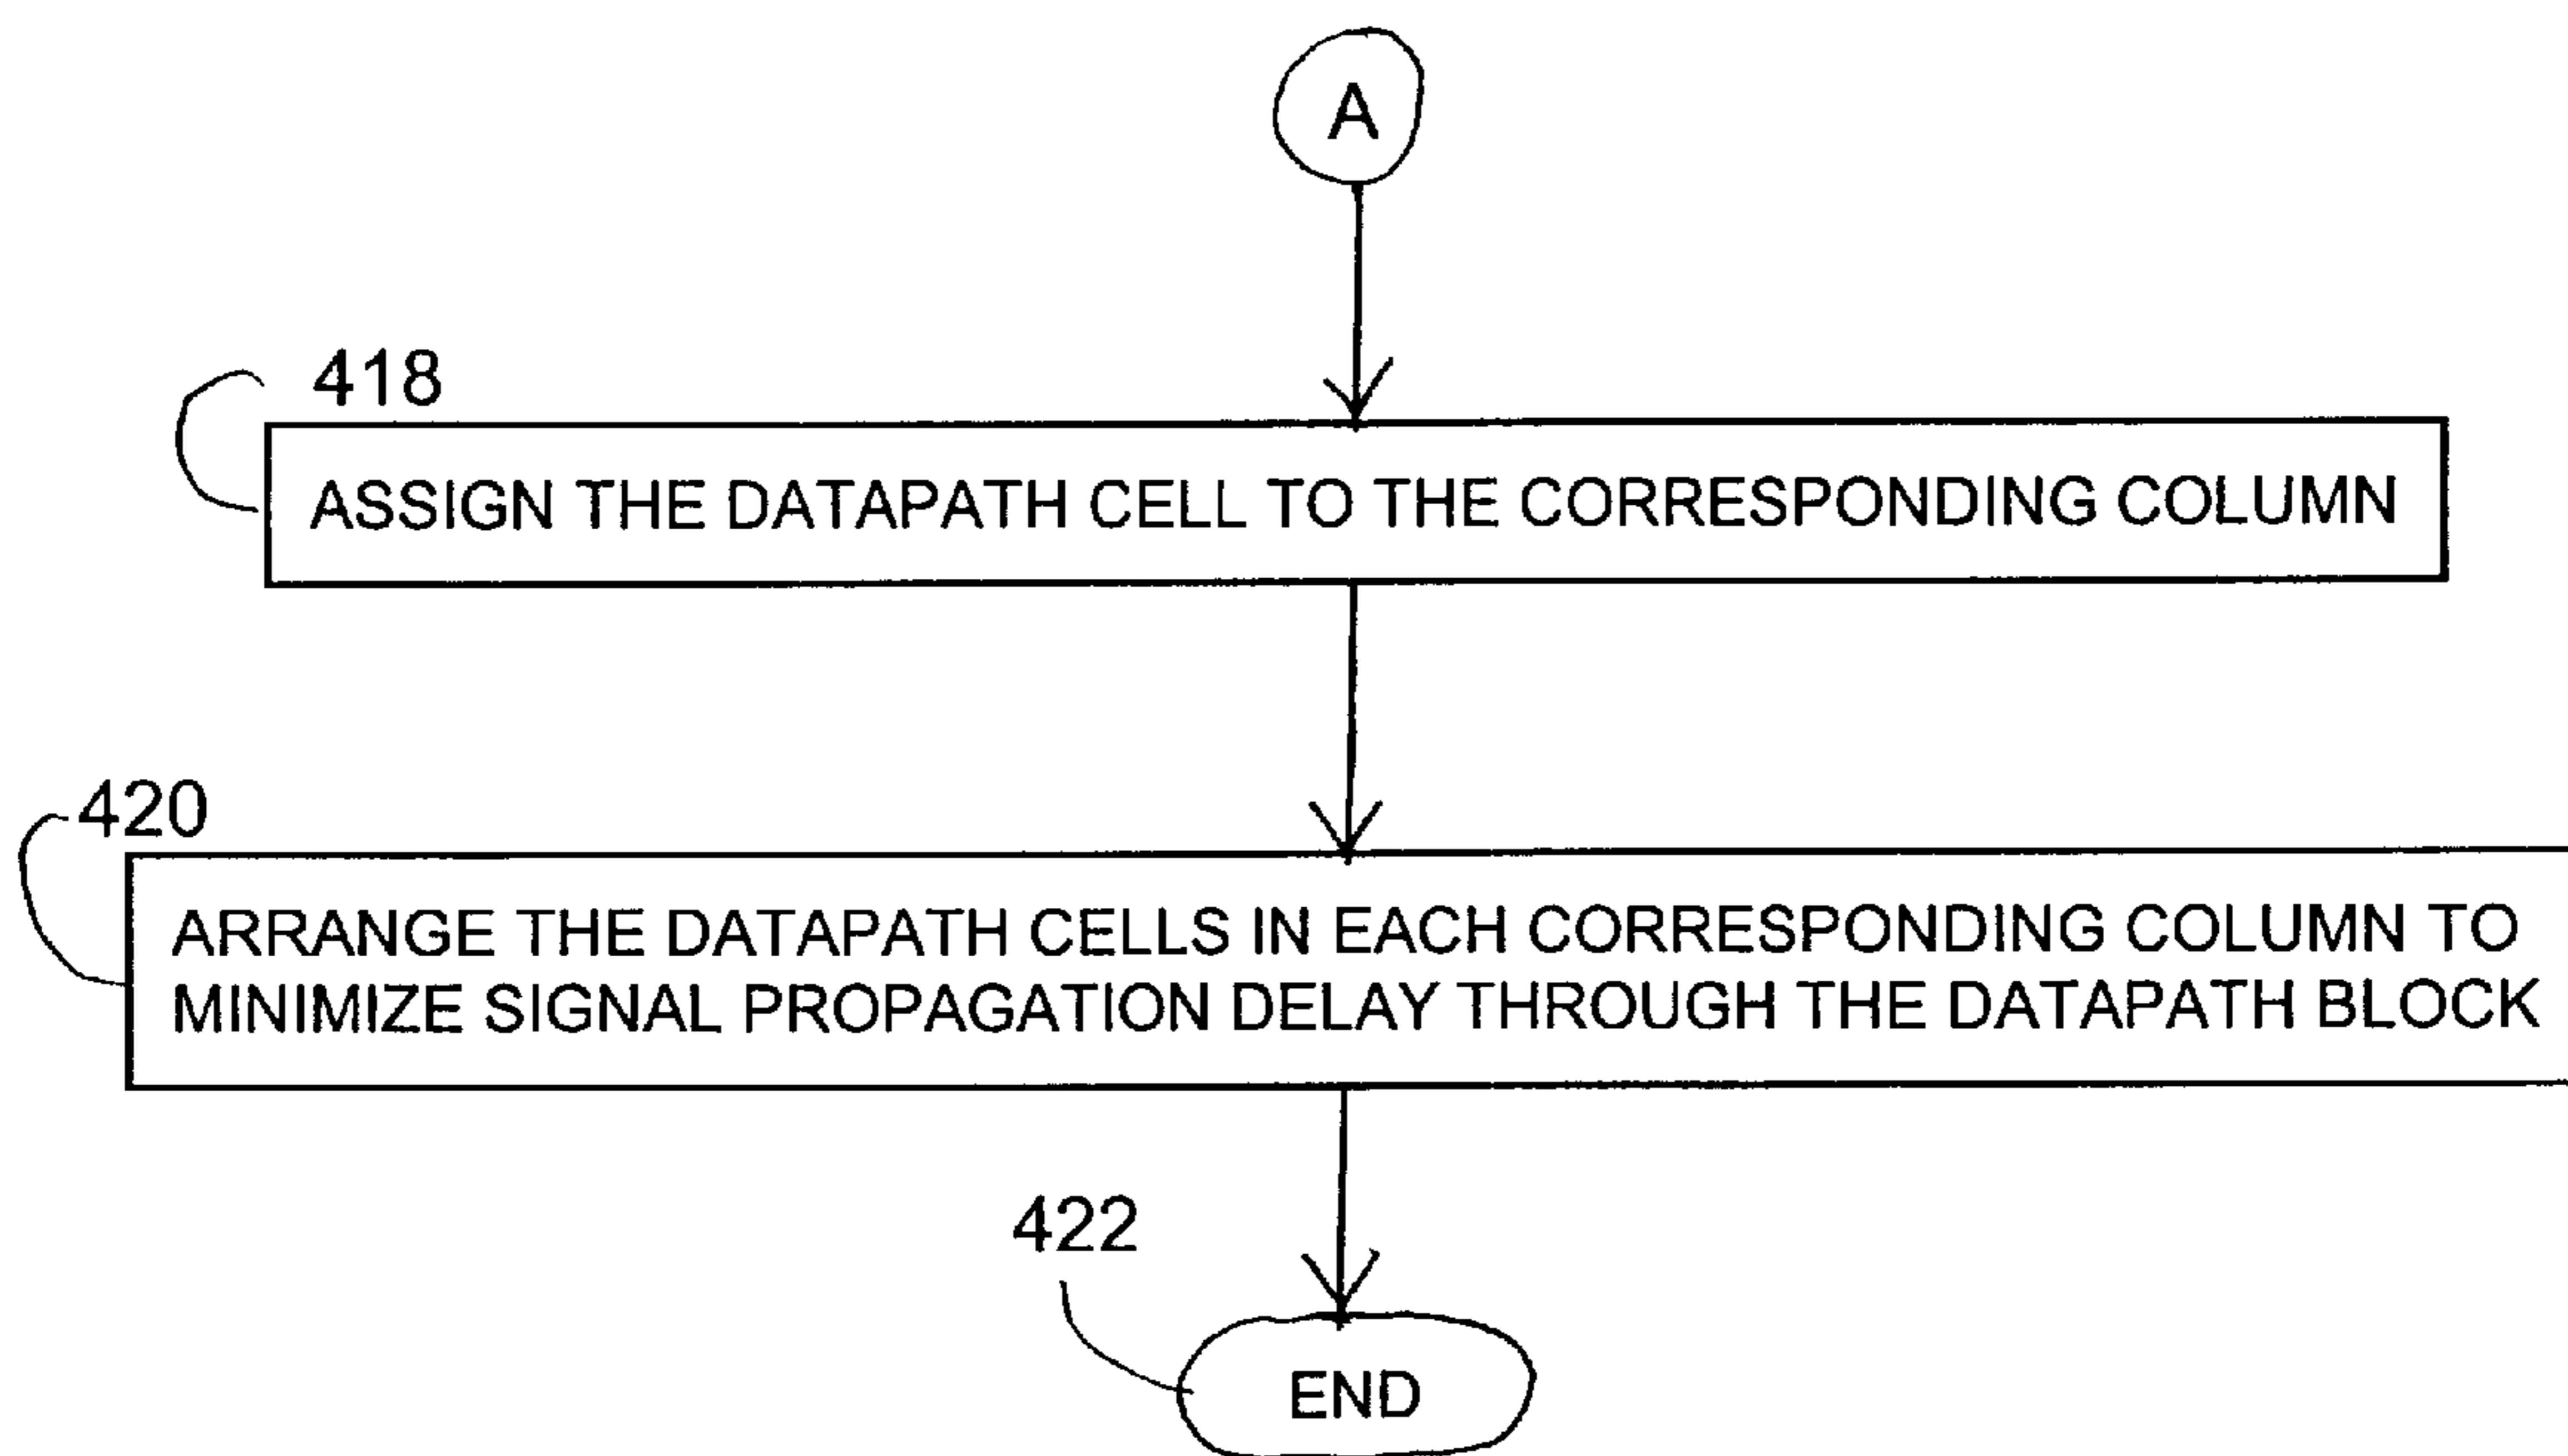 A
418
ASSIGN THE DATAPATH CELL TO THE CORRESPONDING COLUMN
420
ARRANGE THE DATAPATH CELLS IN EACH CORRESPONDING COLUMN TO
MINIMIZE SIGNAL PROPAGATION DELAY THROUGH THE DATAPATH BLOCK
422
END